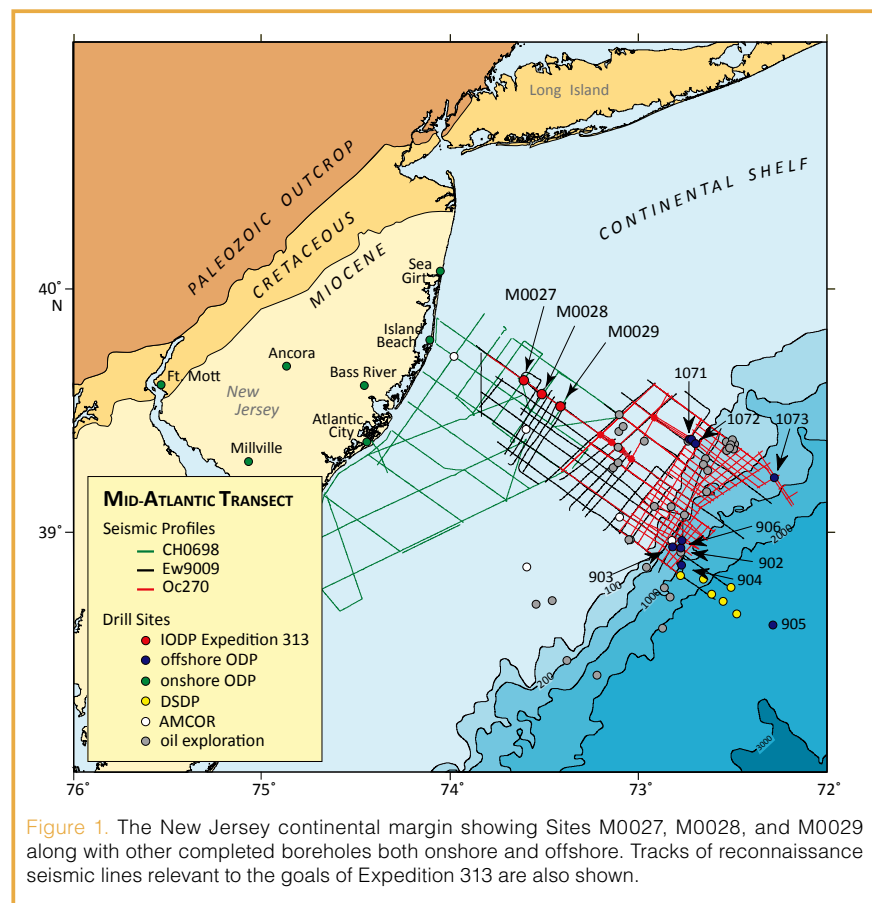 Long Island
PALEOZOIC OUTCROP
CRETACEOUS
MIOCENE
CONTINENTAL SHELF
40˚
N
39˚
Sea
Girt
Island
Beach
Ancora
Bass River
Ft. Mott
New
Jersey
Atlantic
City
Millville
M0027
M0028
M0029
1071
1072
1073
906
902
903
904
905
100
200
1000
2000
3000
MID-ATLANTIC TRANSECT
Seismic Profiles
CH0698
Ew9009
Oc270
Drill Sites
IODP Expedition 313
offshore ODP
onshore ODP
DSDP
AMCOR
oil exploration
76˚ 75˚ 74˚ 73˚ 72˚
Figure 1. The New Jersey continental margin showing Sites M0027, M0028, and M0029
along with other completed boreholes both onshore and offshore. Tracks of reconnaissance
seismic lines relevant to the goals of Expedition 313 are also shown.